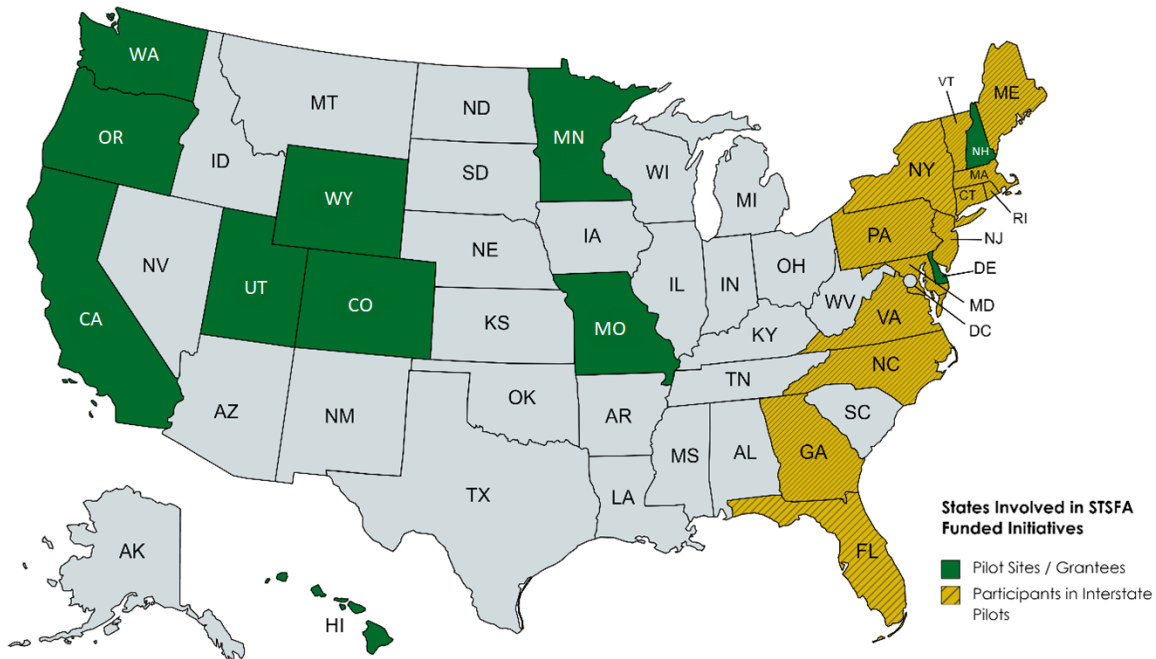 WA
OR
CA
ID
NV
MT
WY
UT
CO
AZ
NM
ND
SD
NE
KS
OK
TX
MN
IA
MO
AR
LA
WI
IL
MI
IN
OH
KY
TN
MS
AL
WV
VA
NC
SC
GA
FL
PA
NY
VT
ME
NH
MA
CT
RI
NJ
DE
MD
DC
AK
HI
States Involved in STSFA
Funded Initiatives
Pilot Sites / Grantees
Participants in Interstate
Pilots